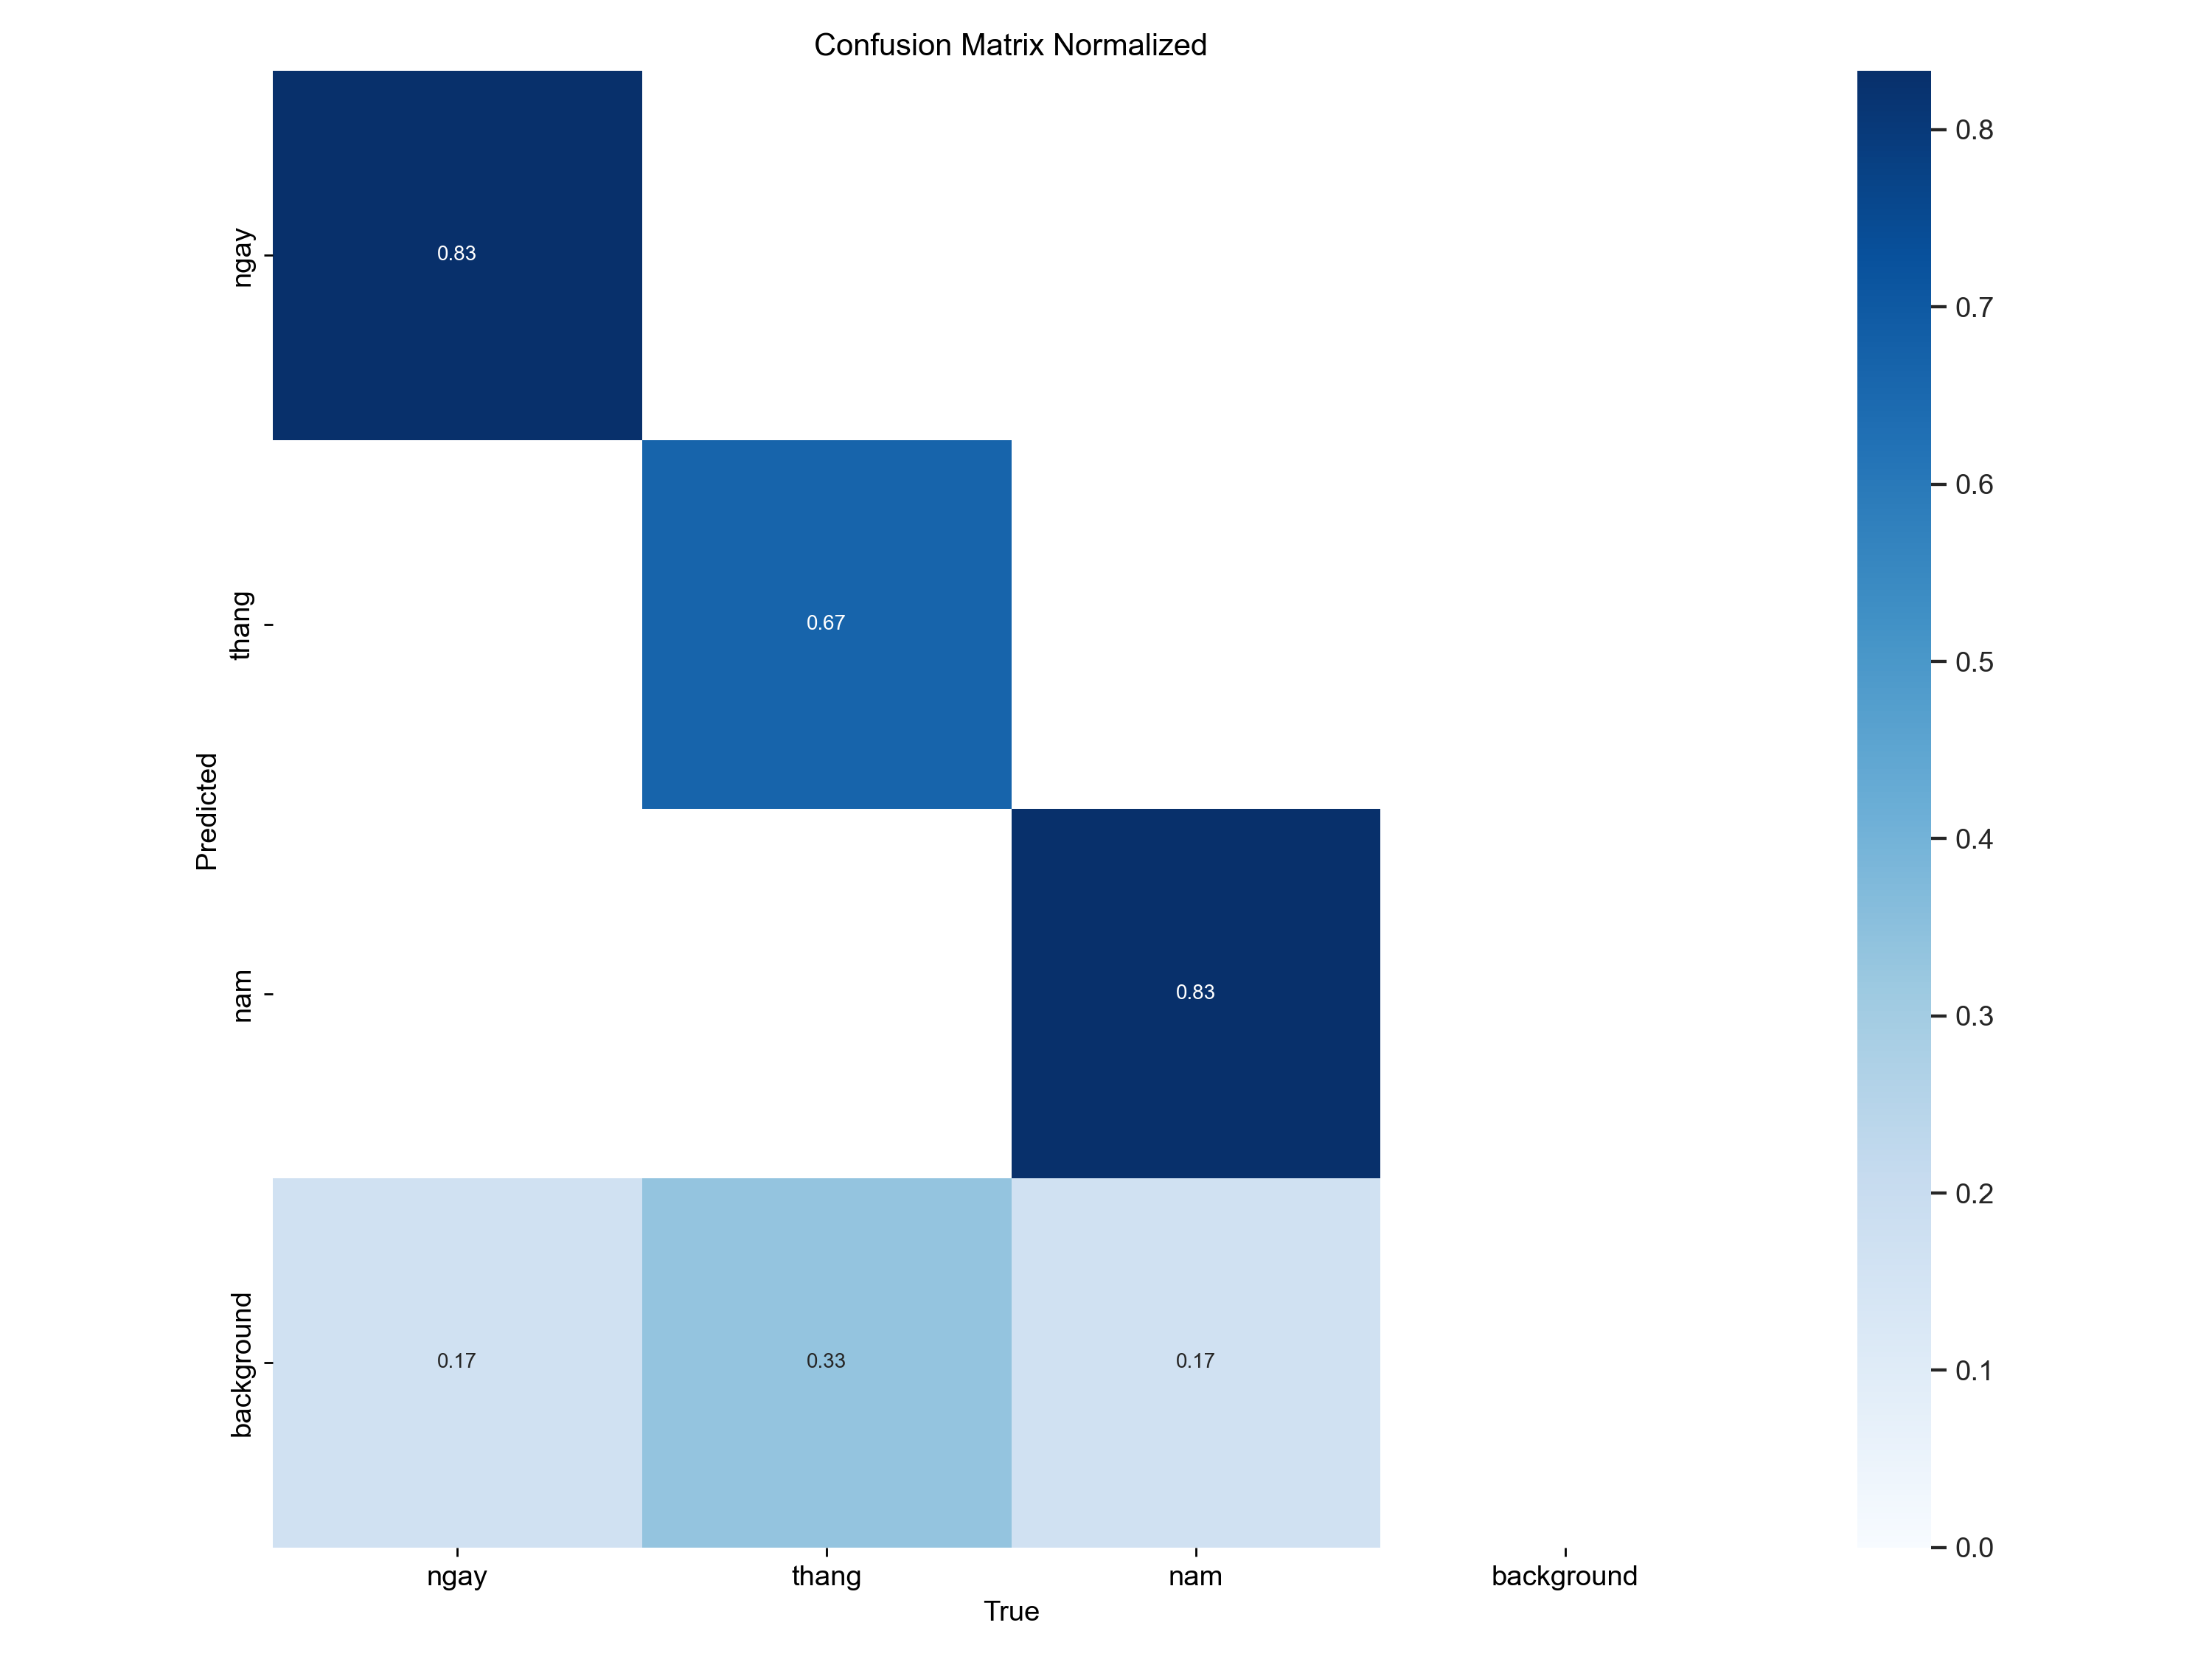 Confusion Matrix Normalized
ngay
0.83
thang
0.67
nam
0.83
background
0.17 0.33 0.17
Predicted
ngay thang nam background
True
0.8
0.7
0.6
0.5
0.4
0.3
0.2
0.1
0.0